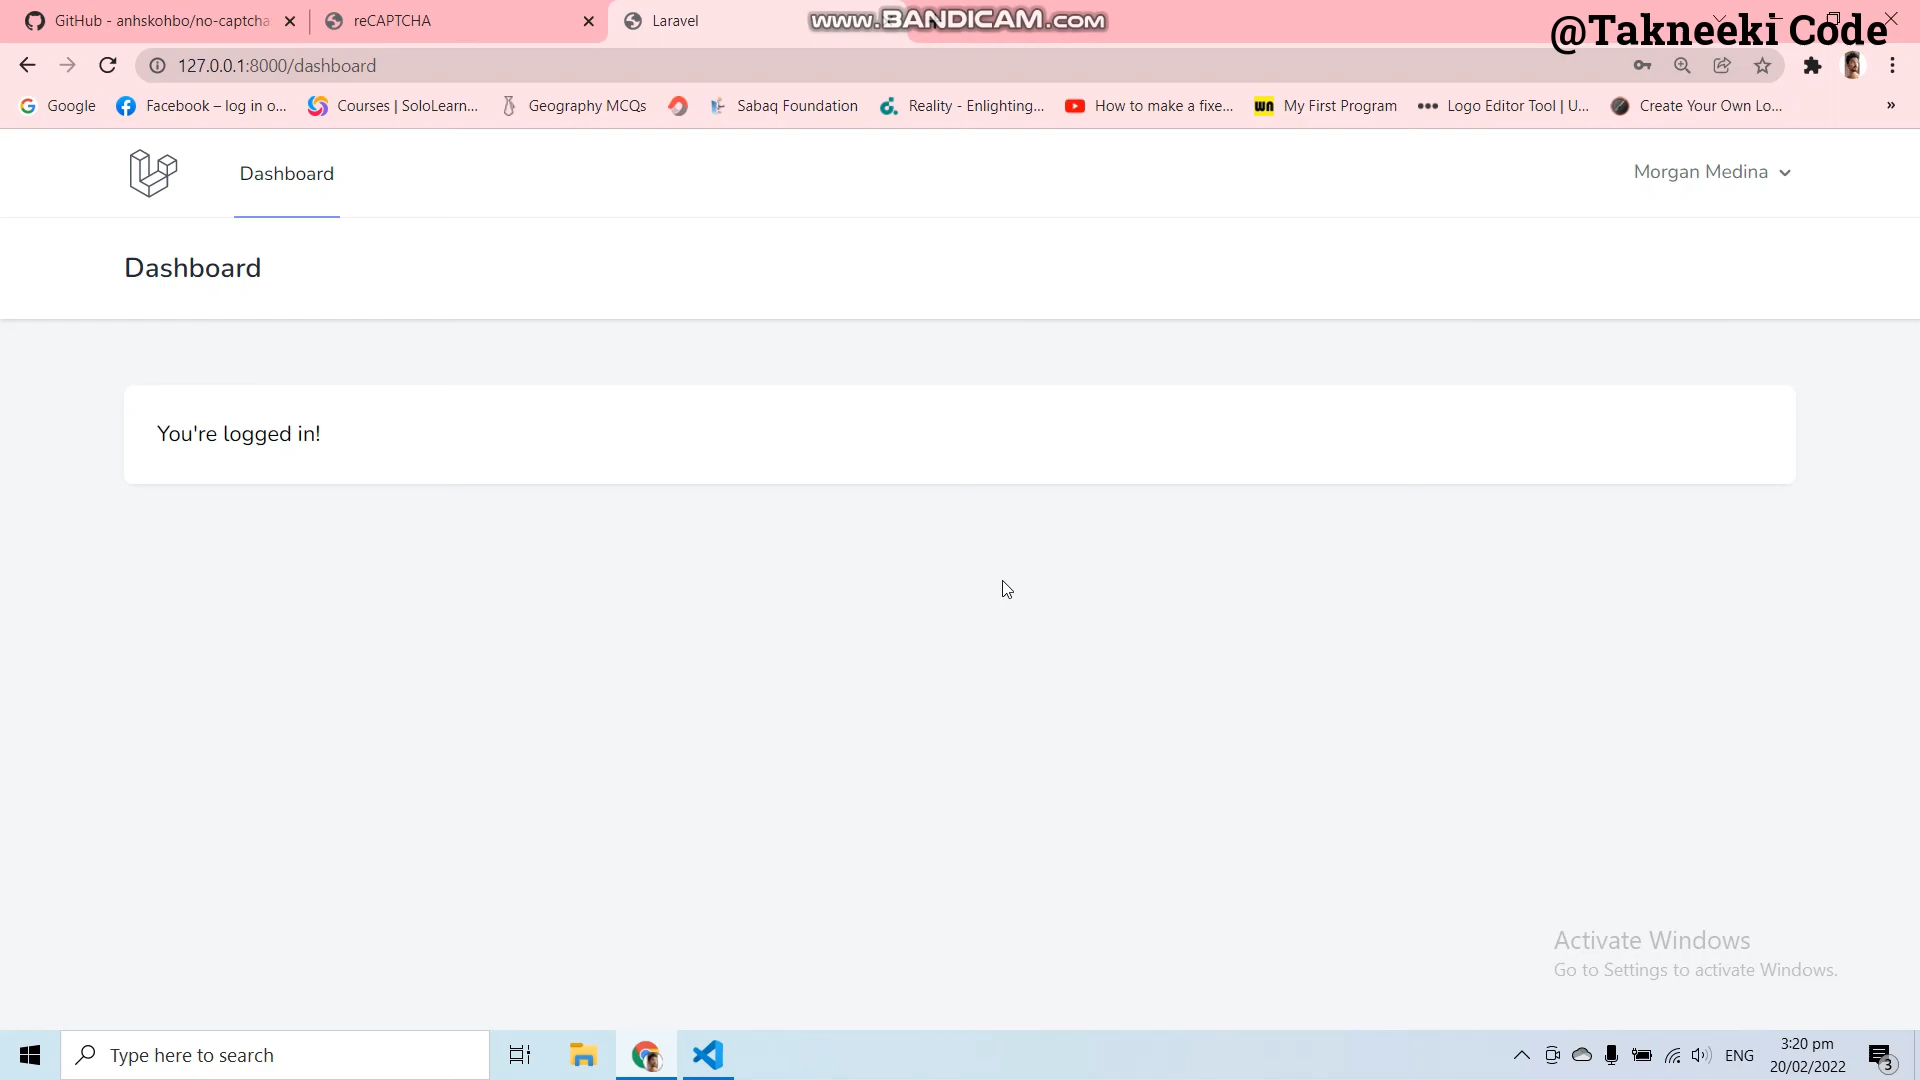 GitHub - anhskohbo/no-captcha
reCAPTCHA
Laravel
www.BANDICAM.com
@Takneeki Code
127.0.0.1:8000/dashboard
Google
Facebook – log in o...
Courses | SoloLearn...
Geography MCQs
Sabaq Foundation
Reality - Enlighting...
How to make a fixe...
wn
My First Program
Logo Editor Tool | U...
Create Your Own Lo...
»
Dashboard
Morgan Medina
Dashboard
You're logged in!
Activate Windows
Go to Settings to activate Windows.
Type here to search
ENG
3:20 pm
20/02/2022
3